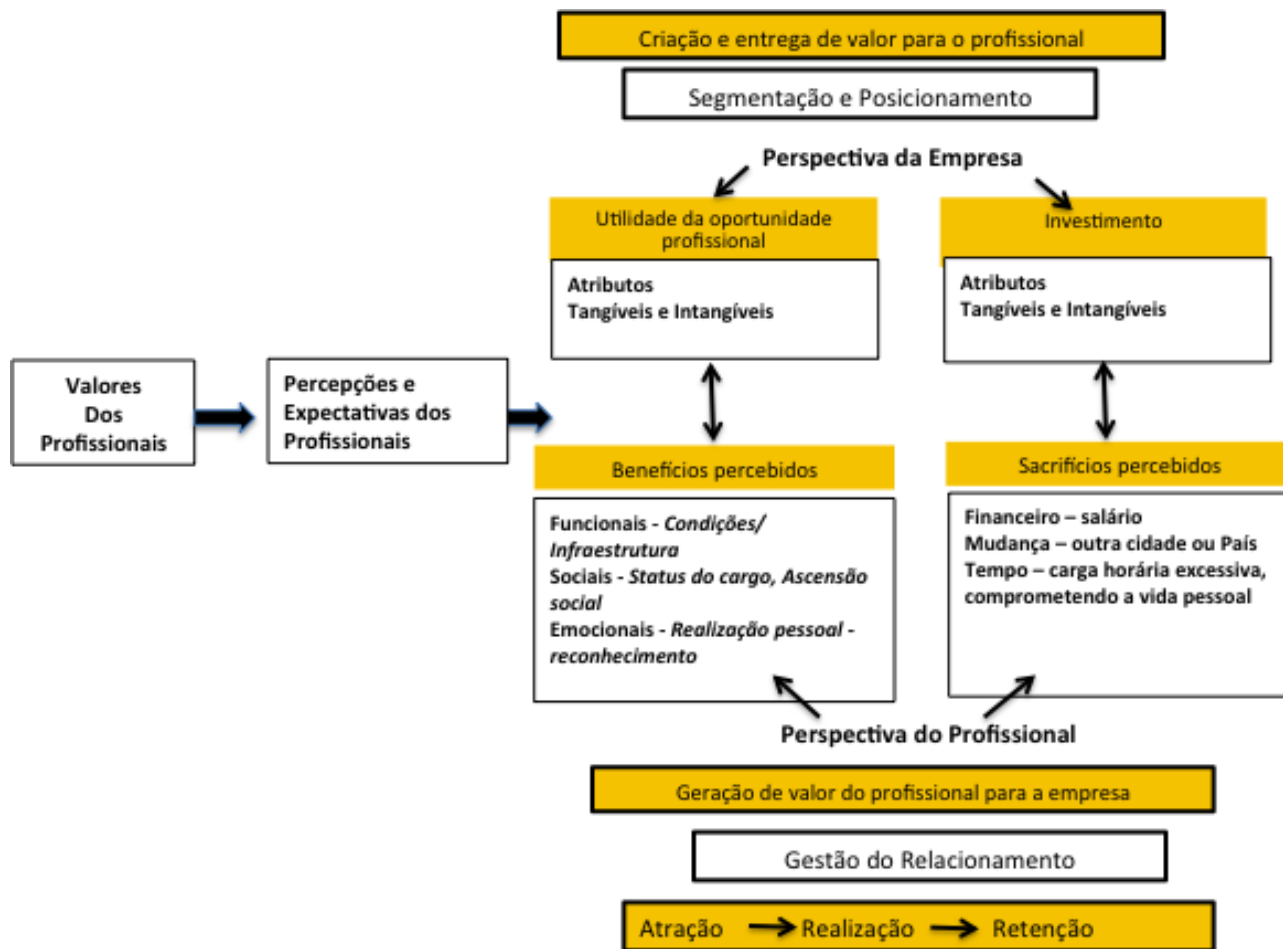 Criação e entrega de valor para o profissional
Segmentação e Posicionamento
Perspectiva da Empresa
Utilidade da oportunidade
profissional
Atributos
Tangíveis e Intangíveis
Investimento
Atributos
Tangíveis e Intangíveis
Valores
Dos
Profissionais
Percepções e
Expectativas dos
Profissionais
Benefícios percebidos
Funcionais - Condições/
Infraestrutura
Sociais - Status do cargo, Ascensão
social
Emocionais - Realização pessoal -
reconhecimento
Sacrifícios percebidos
Financeiro – salário
Mudança – outra cidade ou País
Tempo – carga horária excessiva,
comprometendo a vida pessoal
Perspectiva do Profissional
Geração de valor do profissional para a empresa
Gestão do Relacionamento
Atração Realização Retenção